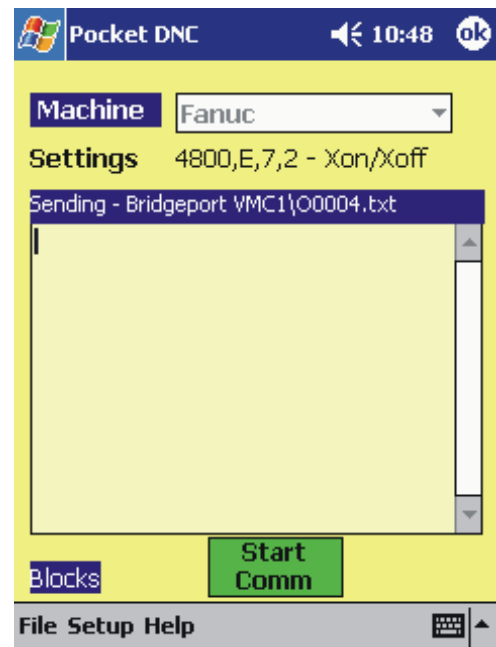 Pocket DNC 10:48 ok
Machine Fanuc
Settings 4800,E,7,2 - Xon/Xoff
Sending - Bridgeport VMC1\O0004.txt
Start
Comm
Blocks
File Setup Help